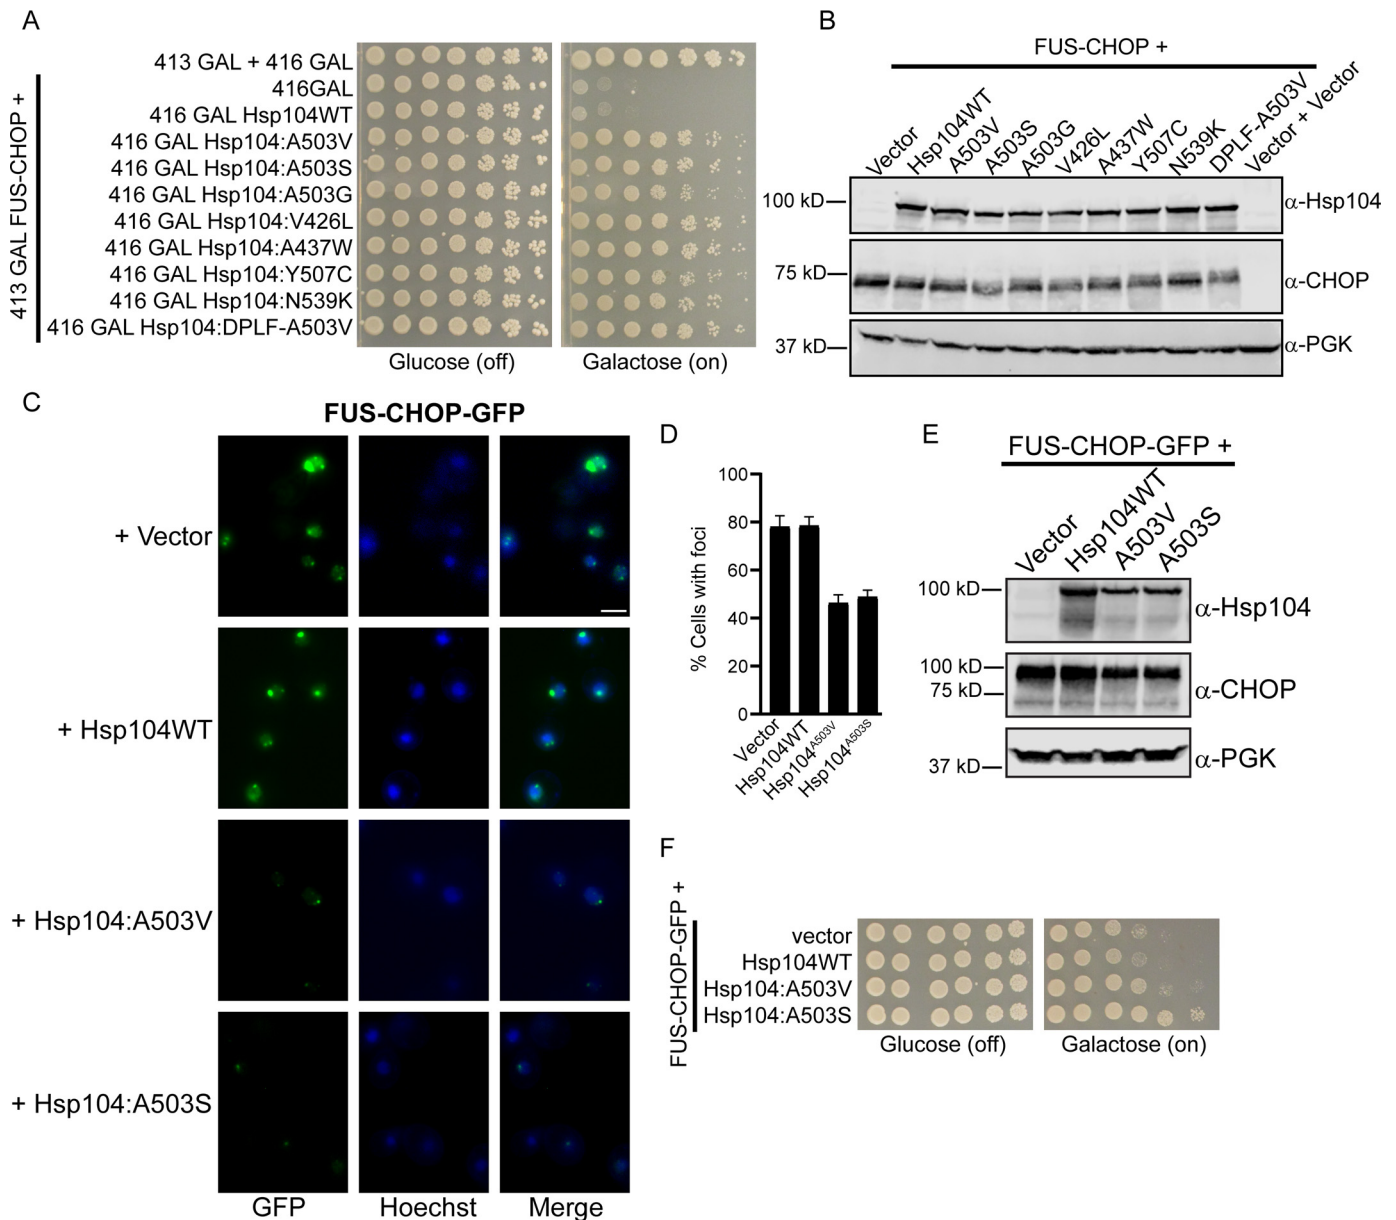 A
413 GAL FUS-CHOP +
413 GAL + 416 GAL
416GAL
416 GAL Hsp104WT
416 GAL Hsp104:A503V
416 GAL Hsp104:A503S
416 GAL Hsp104:A503G
416 GAL Hsp104:V426L
416 GAL Hsp104:A437W
416 GAL Hsp104:Y507C
416 GAL Hsp104:N539K
416 GAL Hsp104:DPLF-A503V
Glucose (off)
Galactose (on)
B
FUS-CHOP +
Vector
Hsp104WT
A503V
A503S
A503G
V426L
A437W
Y507C
N539K
DPLF-A503V
Vector + Vector
100 kD
α-Hsp104
75 kD
α-CHOP
37 kD
α-PGK
C
FUS-CHOP-GFP
+ Vector
+ Hsp104WT
+ Hsp104:A503V
+ Hsp104:A503S
GFP
Hoechst
Merge
D
% Cells with foci
100
80
60
40
20
0
Vector
Hsp104WT
Hsp104A503V
Hsp104A503S
E
FUS-CHOP-GFP +
Vector
Hsp104WT
A503V
A503S
100 kD
α-Hsp104
100 kD
75 kD
α-CHOP
37 kD
α-PGK
F
FUS-CHOP-GFP +
vector
Hsp104WT
Hsp104:A503V
Hsp104:A503S
Glucose (off)
Galactose (on)